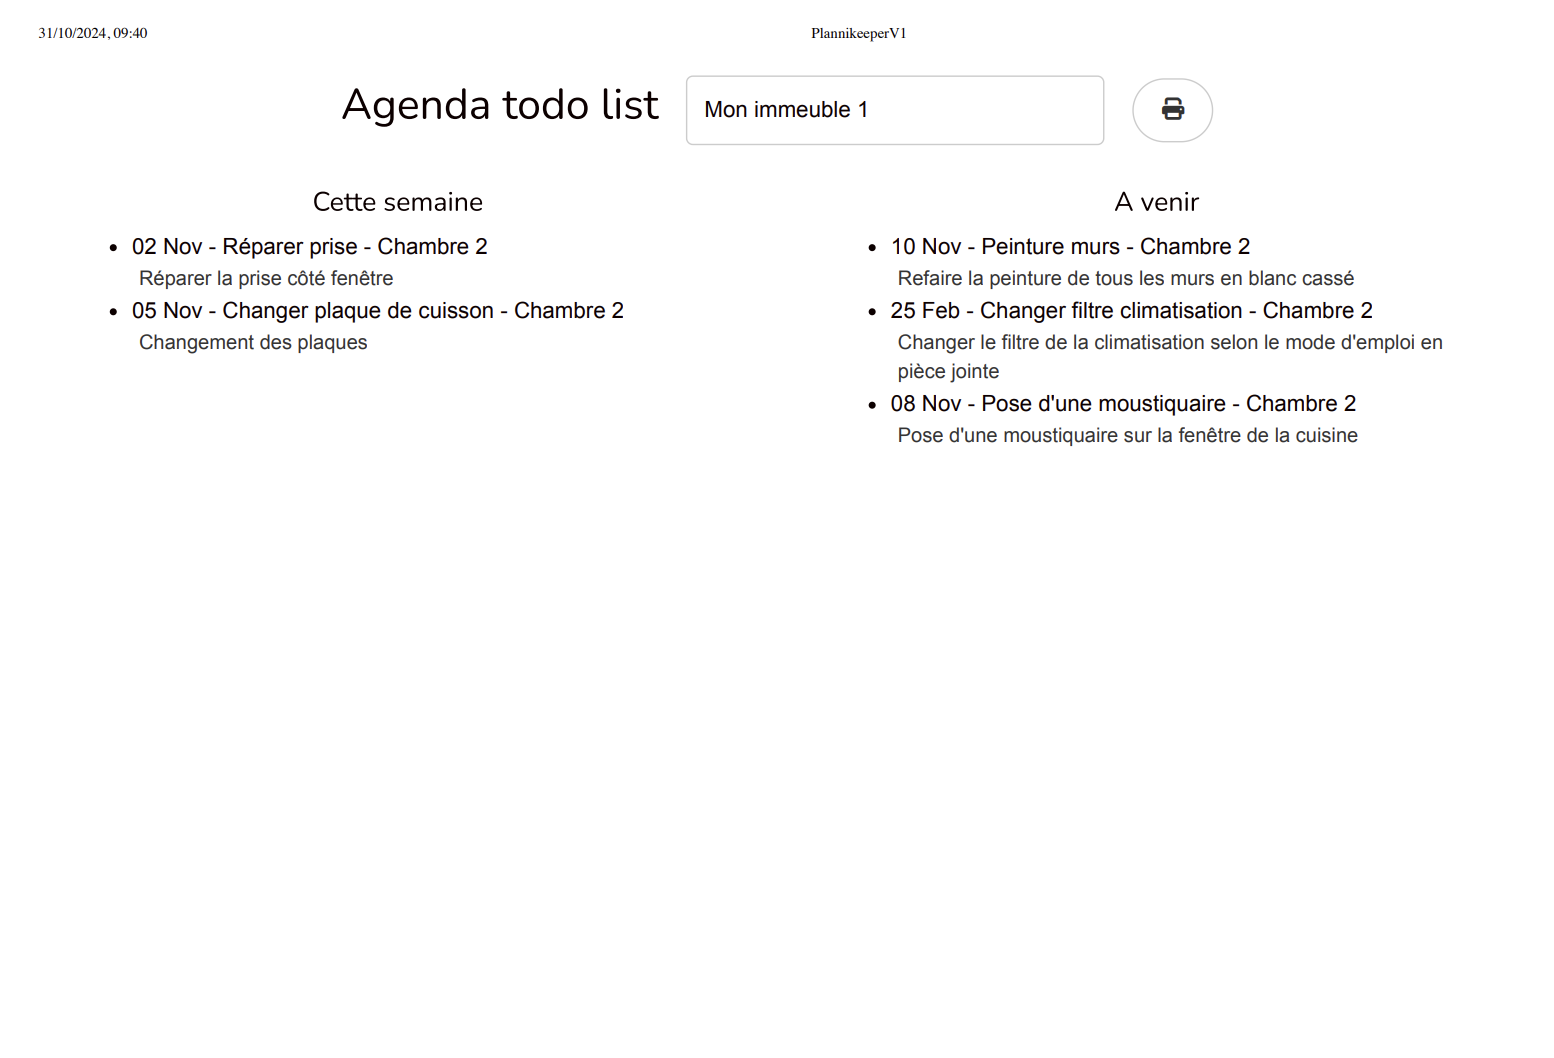 31/10/2024, 09:40
PlannikeeperV1
Agenda todo list
Mon immeuble 1
Cette semaine
02 Nov - Réparer prise - Chambre 2
Réparer la prise côté fenêtre
05 Nov - Changer plaque de cuisson - Chambre 2
Changement des plaques
A venir
10 Nov - Peinture murs - Chambre 2
Refaire la peinture de tous les murs en blanc cassé
25 Feb - Changer filtre climatisation - Chambre 2
Changer le filtre de la climatisation selon le mode d'emploi en
pièce jointe
08 Nov - Pose d'une moustiquaire - Chambre 2
Pose d'une moustiquaire sur la fenêtre de la cuisine